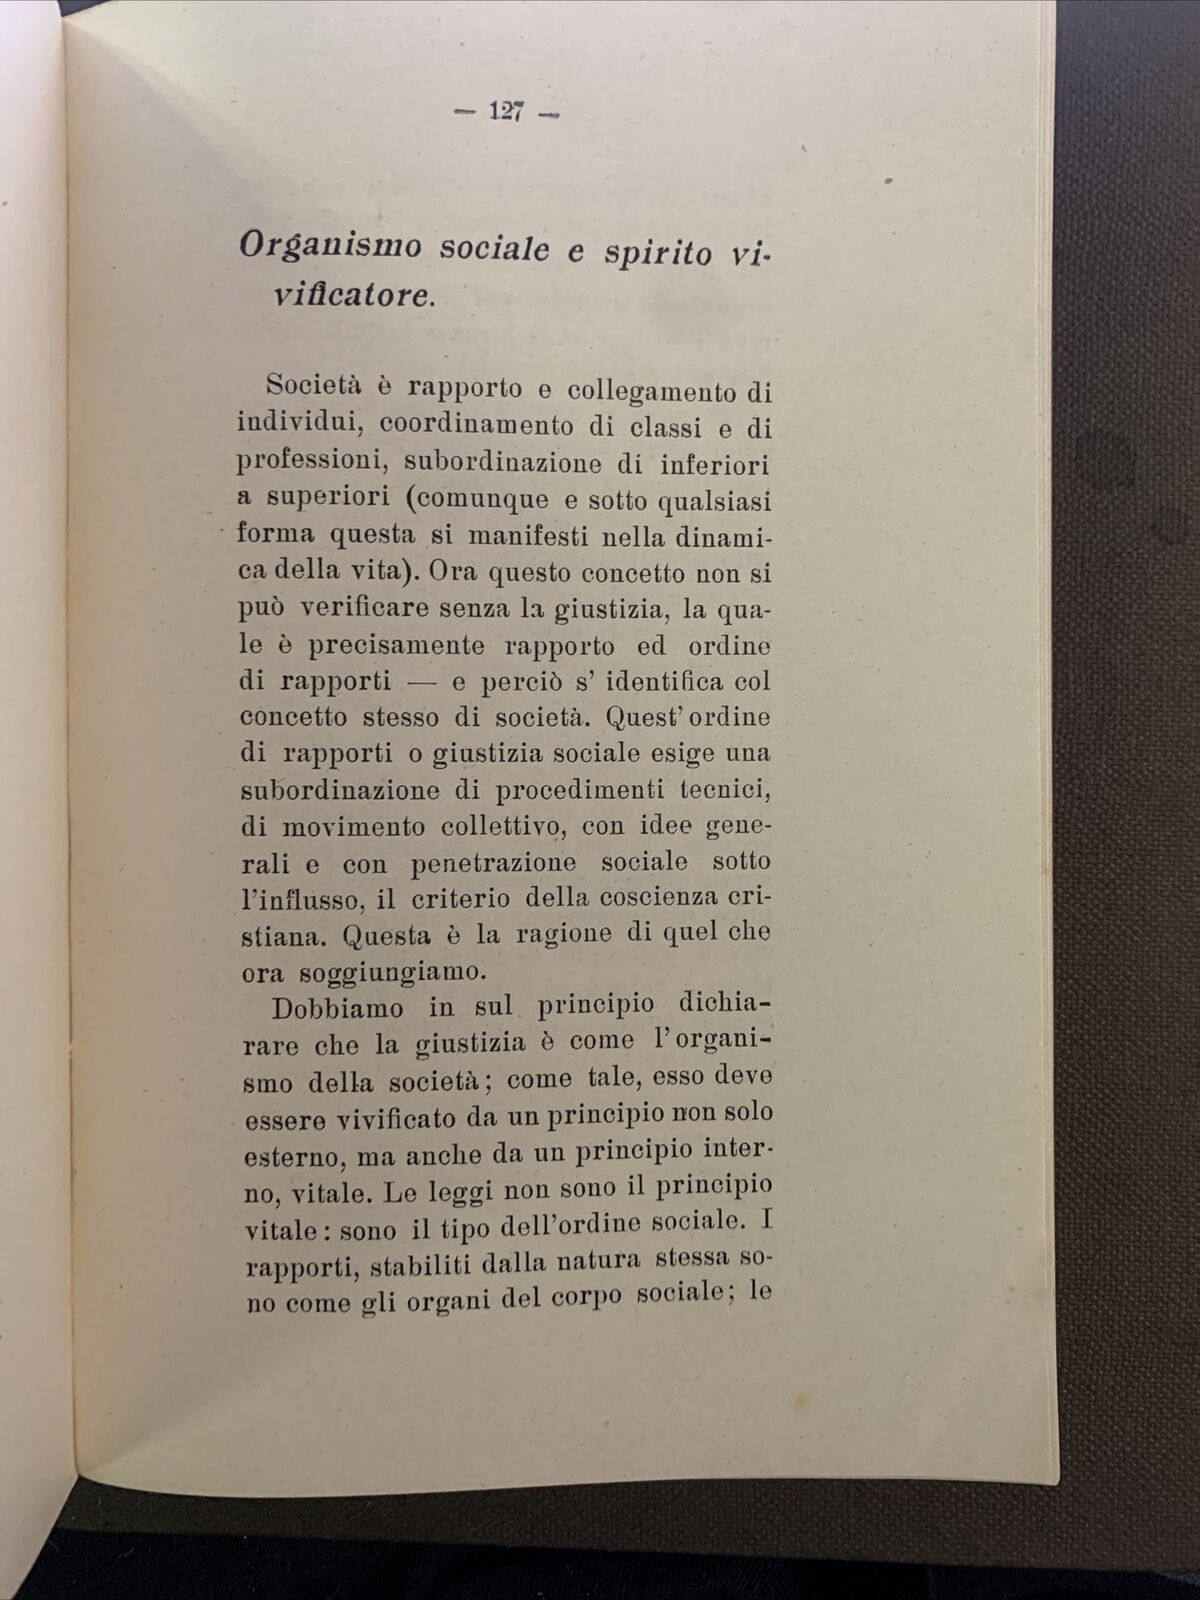 — 127 —
Organismo sociale e spirito vi-
vificatore.
Società è rapporto e collegamento di
individui, coordinamento di classi e di
professioni, subordinazione di inferiori
a superiori (comunque e sotto qualsiasi
forma questa si manifesti nella dinami-
ca della vita). Ora questo concetto non si
può verificare senza la giustizia, la qua-
le è precisamente rapporto ed ordine
di rapporti — e perciò s' identifica col
concetto stesso di società. Quest' ordine
di rapporti o giustizia sociale esige una
subordinazione di procedimenti tecnici,
di movimento collettivo, con idee gene-
rali e con penetrazione sociale sotto
l'influsso, il criterio della coscienza cri-
stiana. Questa è la ragione di quel che
ora soggiungiamo.
Dobbiamo in sul principio dichia-
rare che la giustizia è come l' organi-
smo della società; come tale, esso deve
essere vivificato da un principio non solo
esterno, ma anche da un principio inter-
no, vitale. Le leggi non sono il principio
vitale: sono il tipo dell'ordine sociale. I
rapporti, stabiliti dalla natura stessa so-
no come gli organi del corpo sociale; le